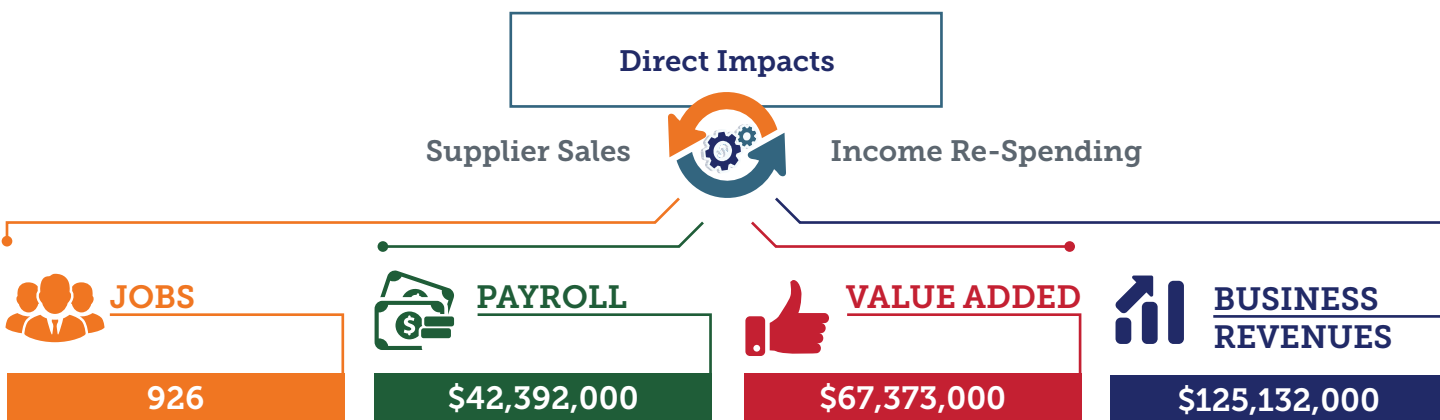 Direct Impacts
Supplier Sales
Income Re-Spending
JOBS
926
PAYROLL
$
$42,392,000
VALUE ADDED
$67,373,000
BUSINESS
REVENUES
$125,132,000